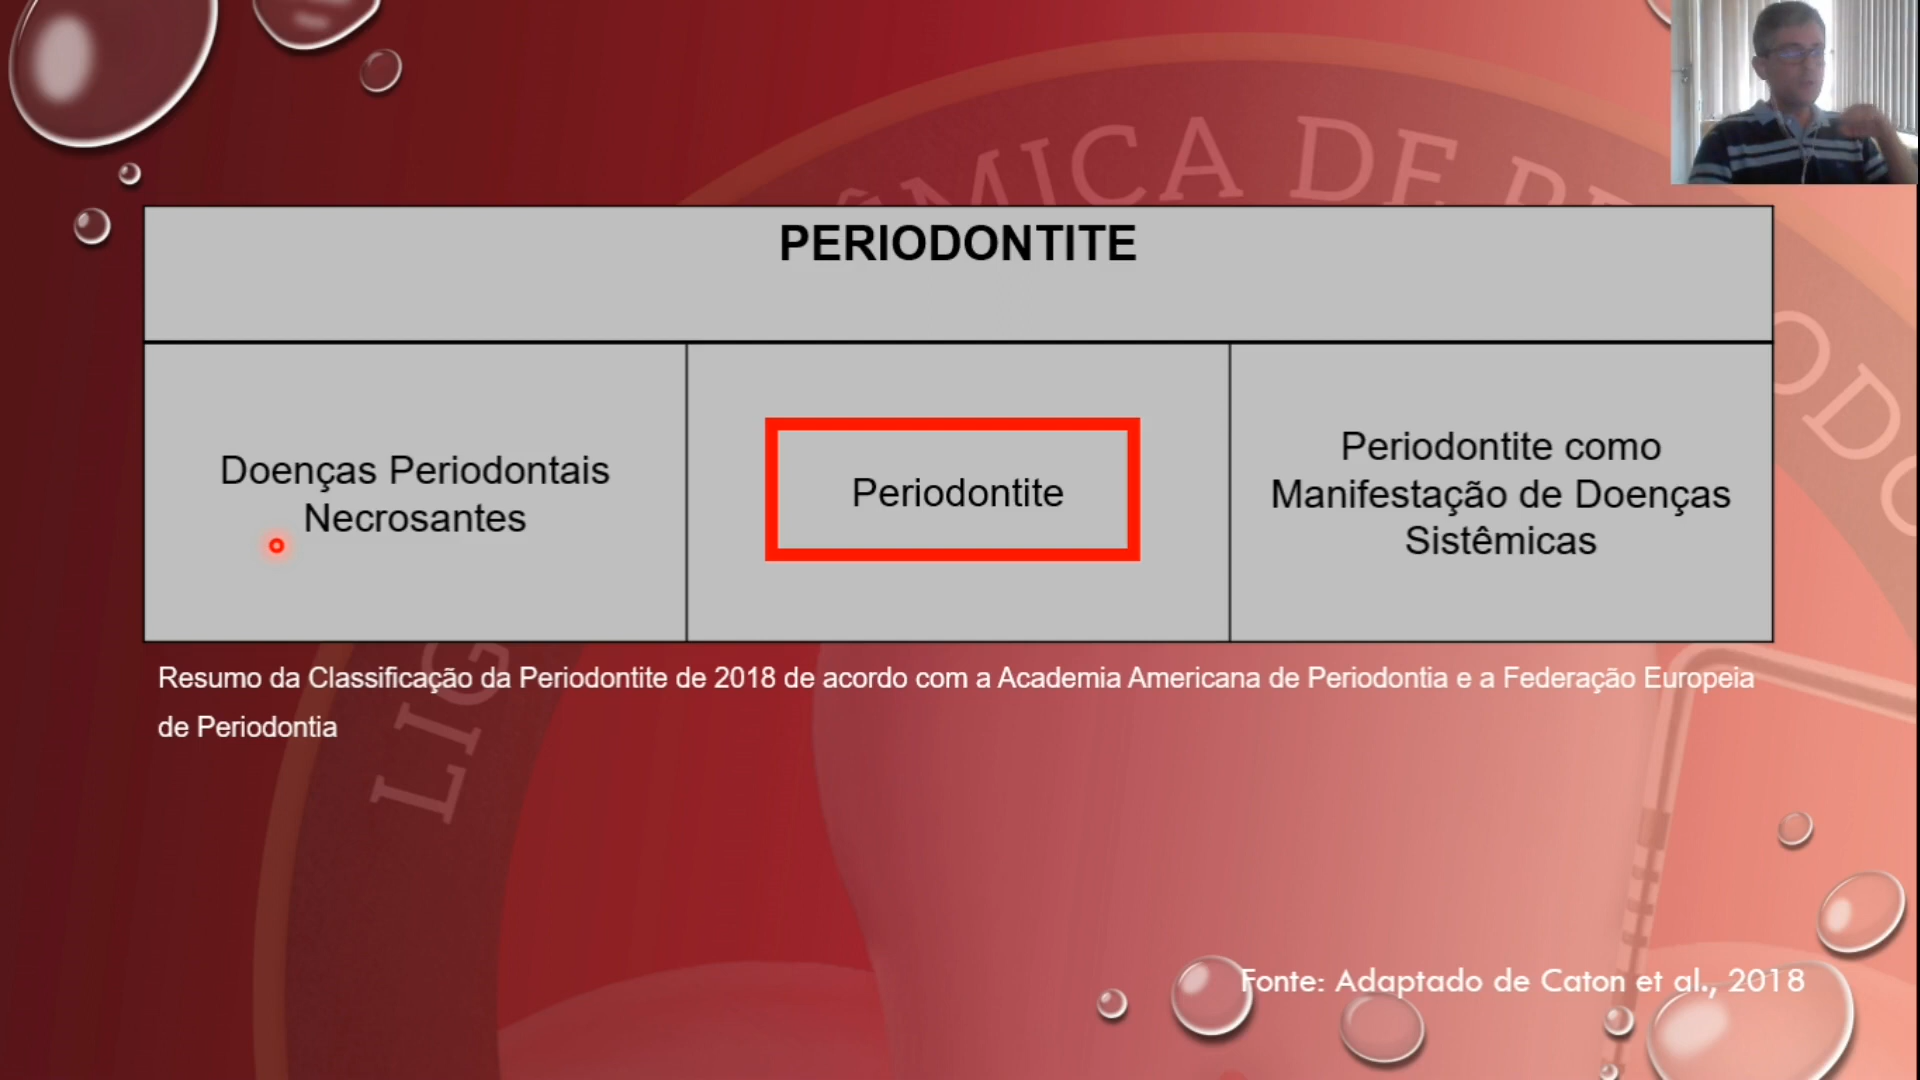 PERIODONTITE
Doenças Periodontais
Necrosantes
Periodontite
Periodontite como
Manifestação de Doenças
Sistêmicas
Resumo da Classificação da Periodontite de 2018 de acordo com a Academia Americana de Periodontia e a Federação Europeia
de Periodontia
Fonte: Adaptado de Caton et al., 2018